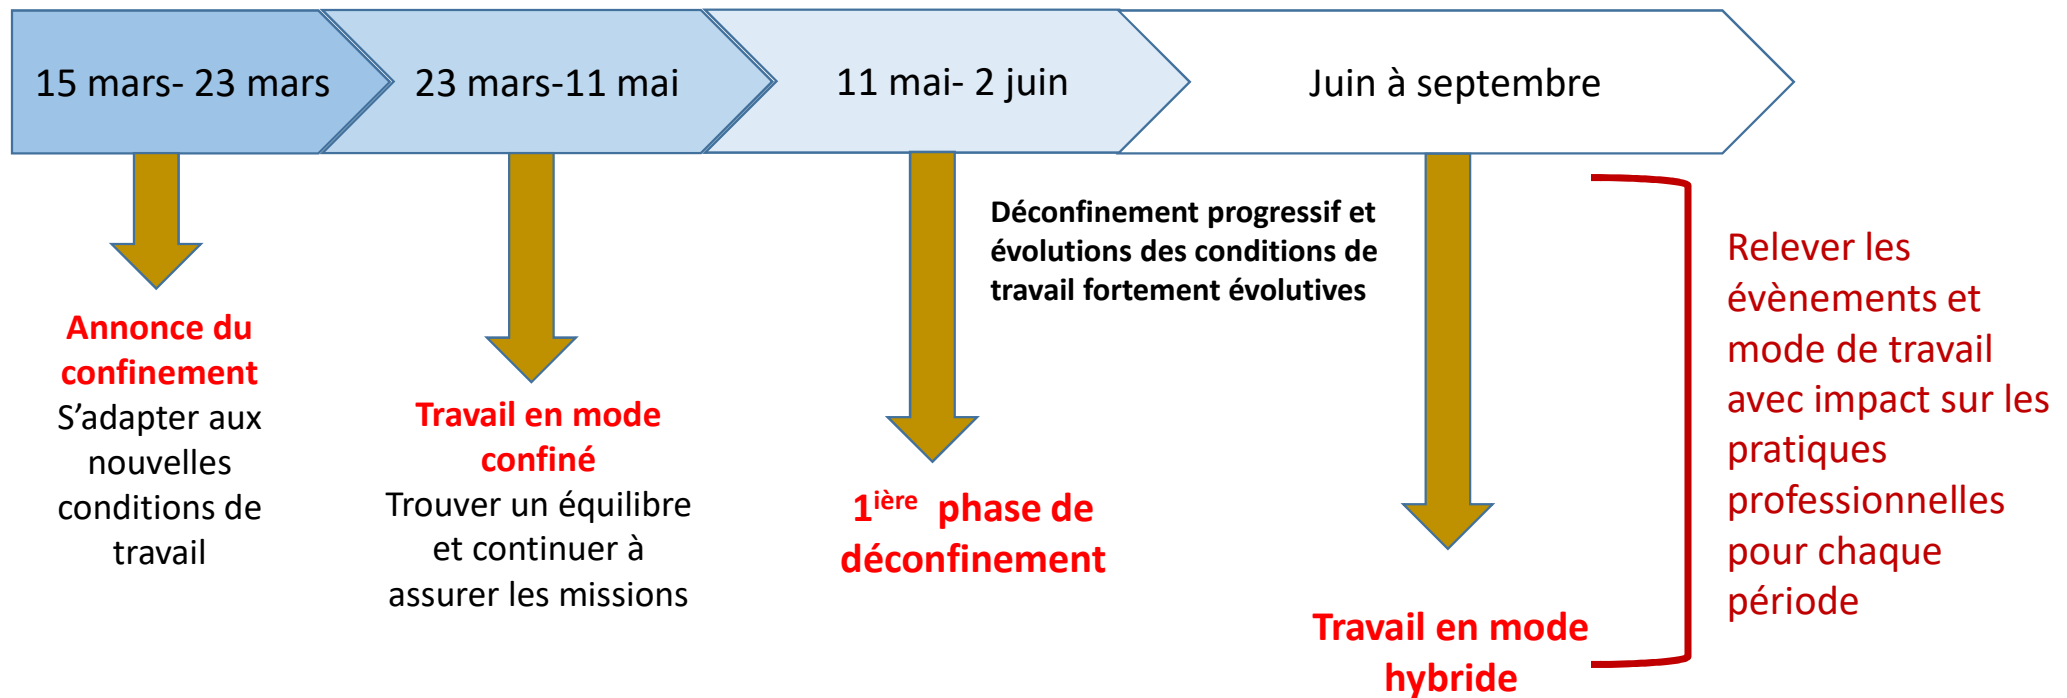 15 mars- 23 mars
23 mars-11 mai
11 mai- 2 juin
Juin à septembre
Annonce du
confinement
S’adapter aux
nouvelles
conditions de
travail
Travail en mode
confiné
Trouver un équilibre
et continuer à
assurer les missions
1ière phase de
déconfinement
Déconfinement progressif et
évolutions des conditions de
travail fortement évolutives
Travail en mode
hybride
Relever les
évènements et
mode de travail
avec impact sur les
pratiques
professionnelles
pour chaque
période